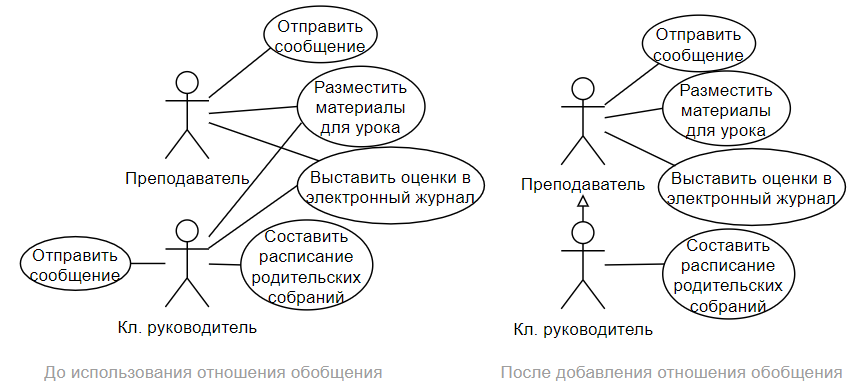 Отправить
сообщение
Разместить
материалы
для урока
Преподаватель
Выставить оценки в
электронный журнал
Отправить
сообщение
Составить
расписание
родительских
собраний
Кл. руководитель
До использования отношения обобщения
Отправить
сообщение
Разместить
материалы
для урока
Преподаватель
Выставить оценки в
электронный журнал
Составить
расписание
родительских
собраний
Кл. руководитель
После добавления отношения обобщения